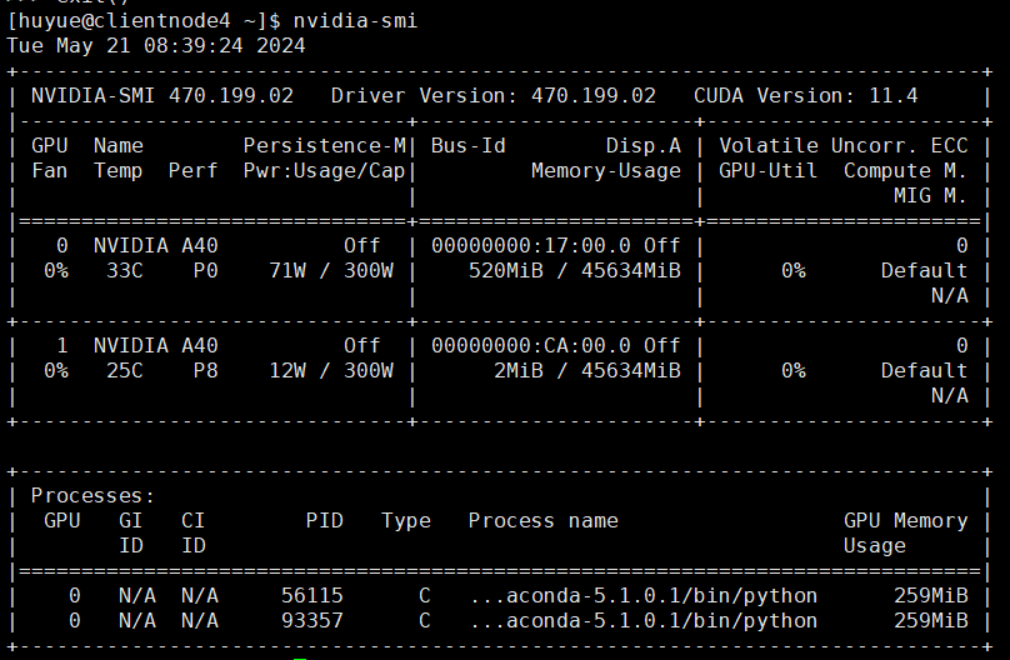 >>> exit()
[huyue@clientnode4 ~]$ nvidia-smi
Tue May 21 08:39:24 2024
+-----------------------------------------------------------------------------+
| NVIDIA-SMI 470.199.02   Driver Version: 470.199.02   CUDA Version: 11.4     |
|-------------------------------+----------------------+----------------------+
| GPU  Name        Persistence-M| Bus-Id        Disp.A | Volatile Uncorr. ECC |
| Fan  Temp  Perf  Pwr:Usage/Cap|         Memory-Usage | GPU-Util  Compute M. |
|                               |                      |               MIG M. |
|===============================+======================+======================|
|   0  NVIDIA A40          Off  | 00000000:17:00.0 Off |                    0 |
|  0%   33C    P0    71W / 300W |    520MiB / 45634MiB |      0%      Default |
|                               |                      |                  N/A |
+-------------------------------+----------------------+----------------------+
|   1  NVIDIA A40          Off  | 00000000:CA:00.0 Off |                    0 |
|  0%   25C    P8    12W / 300W |      2MiB / 45634MiB |      0%      Default |
|                               |                      |                  N/A |
+-------------------------------+----------------------+----------------------+

+-----------------------------------------------------------------------------+
| Processes:                                                                  |
|  GPU   GI   CI        PID   Type   Process name                  GPU Memory |
|        ID   ID                                                   Usage      |
|=============================================================================|
|    0   N/A  N/A     56115      C   ...aconda-5.1.0.1/bin/python      259MiB |
|    0   N/A  N/A     93357      C   ...aconda-5.1.0.1/bin/python      259MiB |
+-----------------------------------------------------------------------------+